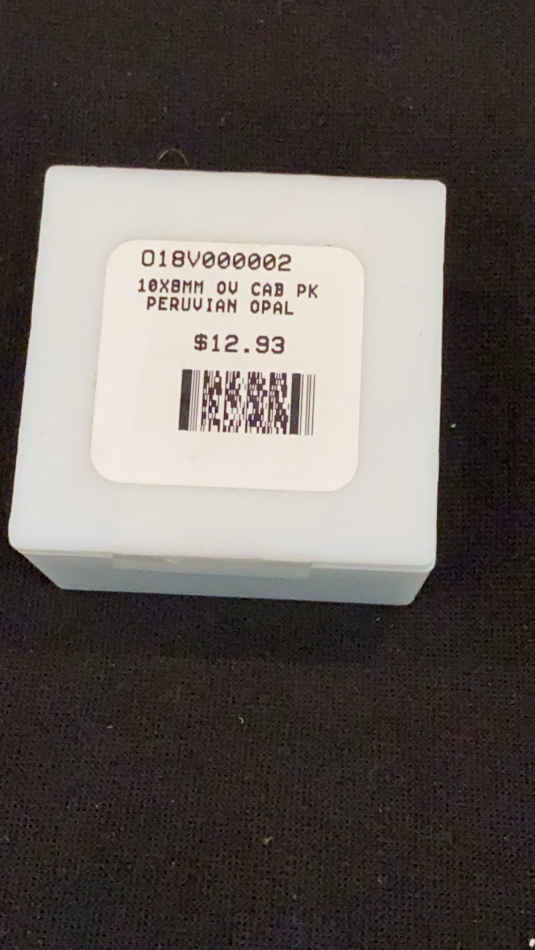 018V000002
10X8MM OV CAB PK
PERUVIAN OPAL
$12.93